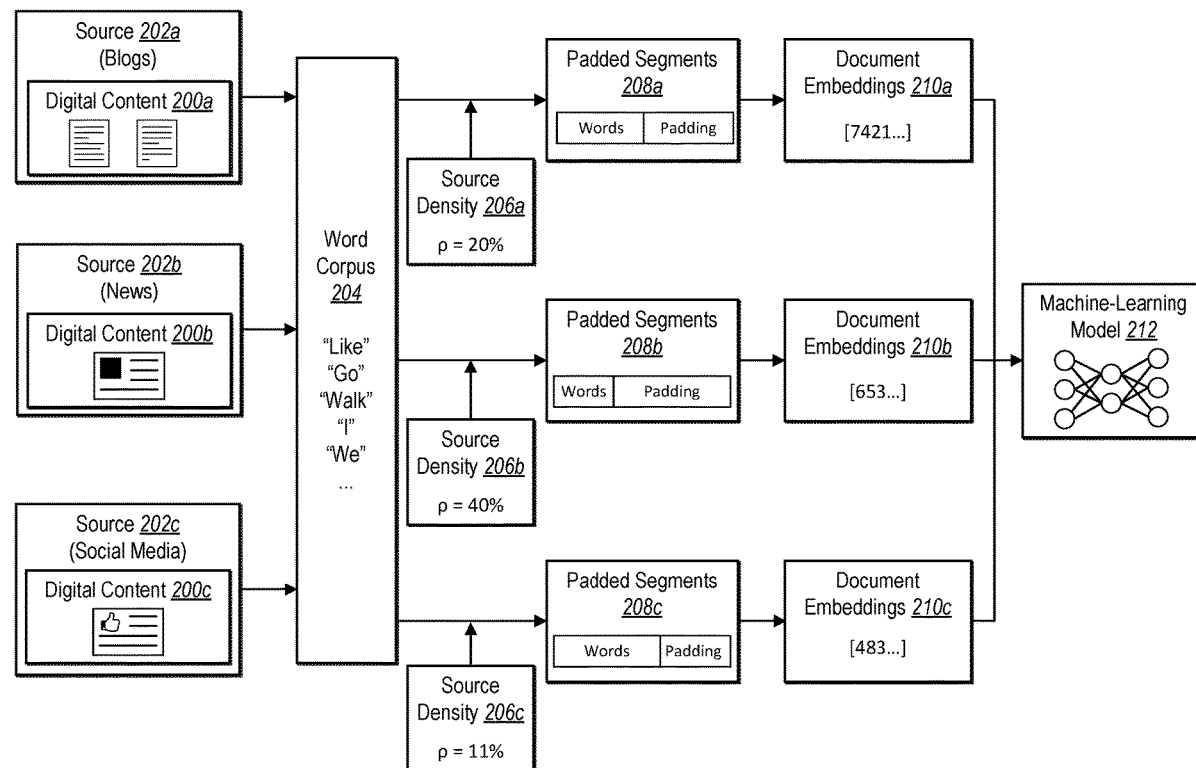 Source 202a
(Blogs)
Digital Content 200a
Source 202b
(News)
Digital Content 200b
Source 202c
(Social Media)
Digital Content 200c
Word
Corpus
204
“Like”
“Go”
“Walk”
“I”
“We”
...
Source
Density 206a
ρ = 20%
Source
Density 206b
ρ = 40%
Source
Density 206c
ρ = 11%
Padded Segments
208a
Words Padding
Padded Segments
208b
Words Padding
Padded Segments
208c
Words Padding
Document
Embeddings 210a
[7421...]
Document
Embeddings 210b
[653...]
Document
Embeddings 210c
[483...]
Machine-Learning
Model 212